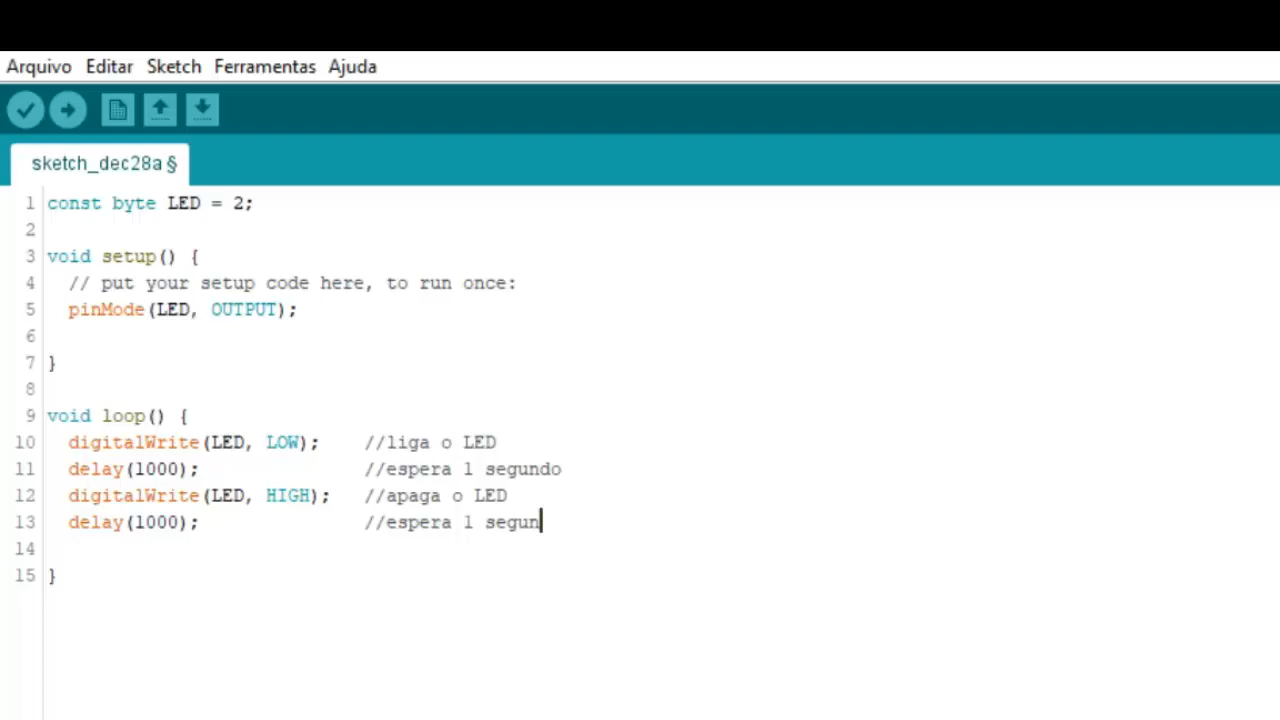 Arquivo Editar Sketch Ferramentas Ajuda
sketch_dec28a §
1 const byte LED = 2;
2
3 void setup() {
4   // put your setup code here, to run once:
5   pinMode(LED, OUTPUT);
6
7 }
8
9 void loop() {
10   digitalWrite(LED, LOW);    //liga o LED
11   delay(1000);               //espera 1 segundo
12   digitalWrite(LED, HIGH);   //apaga o LED
13   delay(1000);               //espera 1 segun
14
15 }